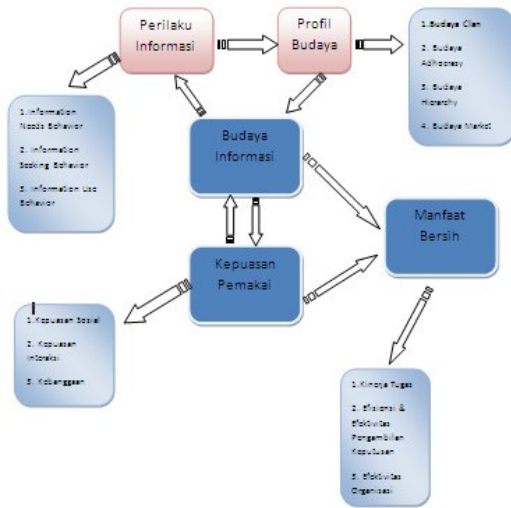 Perilaku
Informasi
Profil
Budaya
1.Budaya Clan
2. Budaya
Adhocrasy
3. Budaya
Hierarchy
4. Budaya Market
1.Information
Needs Behavior
2. Information
Seeking Behavior
3. Information Use
Behavior
Budaya
Informasi
Manfaat
Bersih
Kepuasan
Pemakai
1.Kepuasan Sosial
2. Kepuasan
Interaksi
3. Kebanggaan
1.Kinerja Tugas
2. Efisiensi &
Efektivitas
Pengambilan
Keputusan
3. Efektivitas
Organisasi